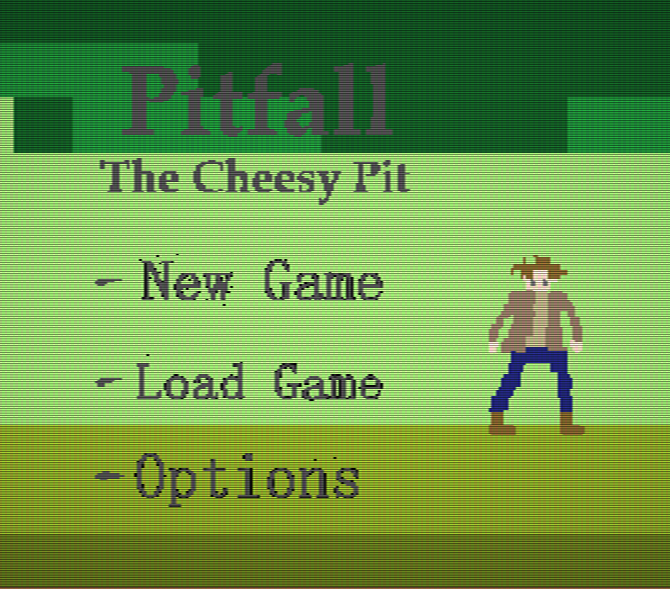 Pitfall
The Cheesy Pit
- New Game
- Load Game
- Options